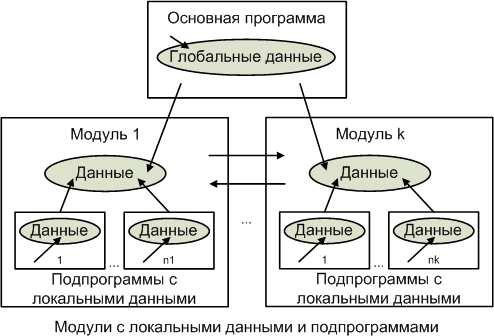 Основная программа
Глобальные данные
Модуль 1
Данные
Данные
Данные
1
...
n1
Подпрограммы с
локальными данными
...
Модуль k
Данные
Данные
Данные
1
...
nk
Подпрограммы с
локальными данными
Модули с локальными данными и подпрограммами